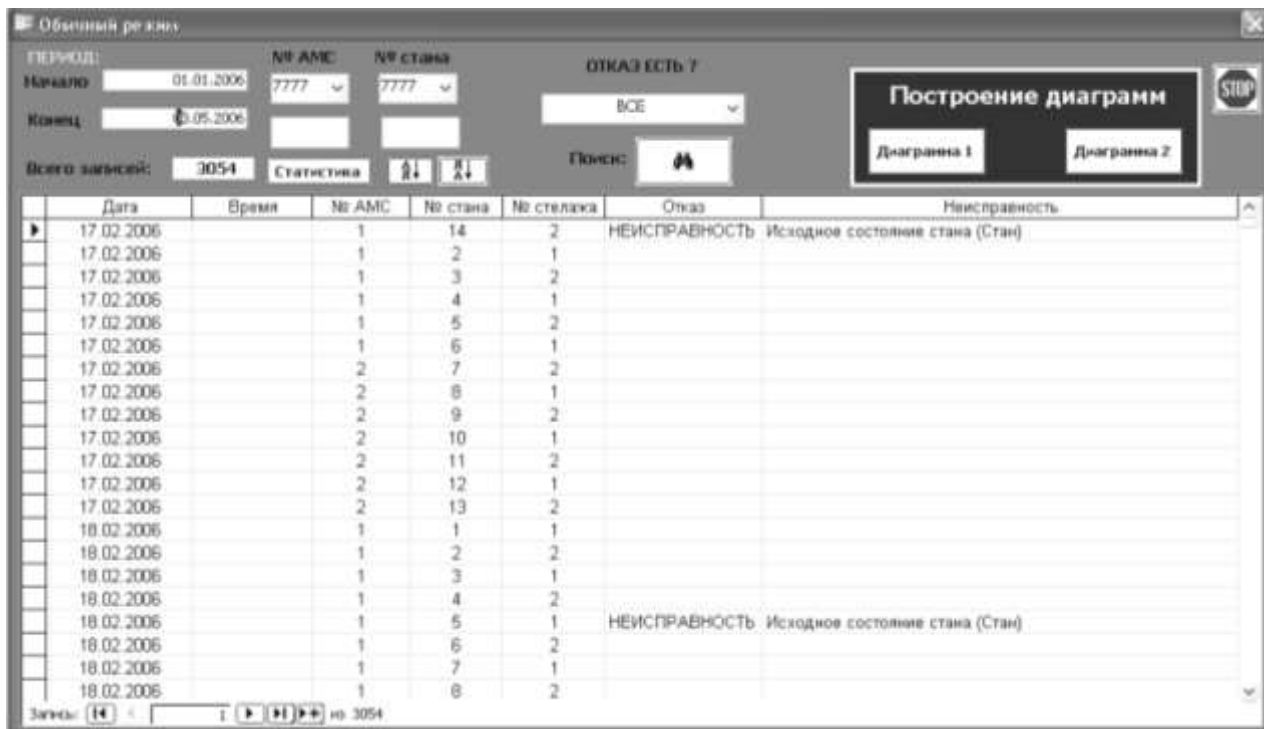 Обычный режим
ПЕРИОД:
№ АМС
№ стана
ОТКАЗ ЕСТЬ ?
Начало
01.01.2006
7777
7777
ВСЕ
Построение диаграмм
STOP
Конец
.05.2006
Диаграмма 1
Диаграмма 2
Всего записей:
3054
Статистика
Поиск:
Дата Время № АМС № стана № стелажа Отказ Неисправность
17.02.2006 1 14 2 НЕИСПРАВНОСТЬ Исходное состояние стана (Стан)
17.02.2006 1 2 1
17.02.2006 1 3 2
17.02.2006 1 4 1
17.02.2006 1 5 2
17.02.2006 1 6 1
17.02.2006 2 7 2
17.02.2006 2 8 1
17.02.2006 2 9 2
17.02.2006 2 10 1
17.02.2006 2 11 2
17.02.2006 2 12 1
17.02.2006 2 13 2
18.02.2006 1 1 1
18.02.2006 1 2 2
18.02.2006 1 3 1
18.02.2006 1 4 2
18.02.2006 1 5 1 НЕИСПРАВНОСТЬ Исходное состояние стана (Стан)
18.02.2006 1 6 2
18.02.2006 1 7 1
18.02.2006 1 8 2
Запись: 1 из 3054